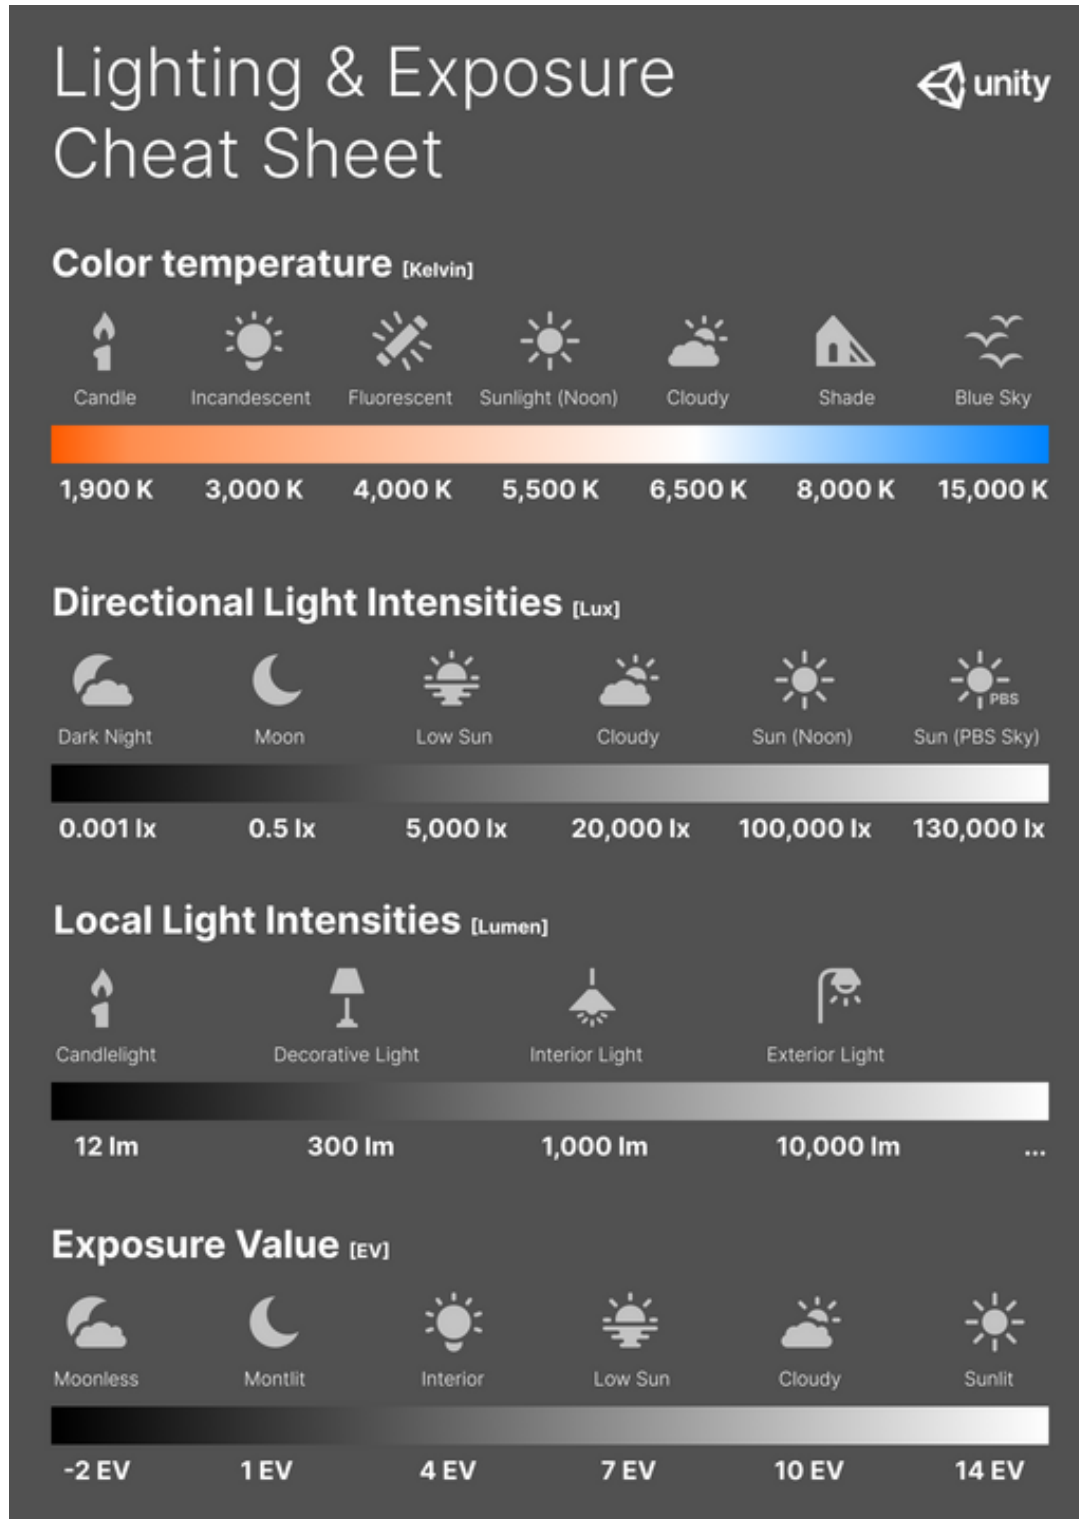 Lighting & Exposure
Cheat Sheet
unity
Color temperature [Kelvin]
Candle Incandescent Fluorescent Sunlight (Noon) Cloudy Shade Blue Sky
1,900 K 3,000 K 4,000 K 5,500 K 6,500 K 8,000 K 15,000 K
Directional Light Intensities [Lux]
PBS
Dark Night Moon Low Sun Cloudy Sun (Noon) Sun (PBS Sky)
0.001 lx 0.5 lx 5,000 lx 20,000 lx 100,000 lx 130,000 lx
Local Light Intensities [Lumen]
Candlelight Decorative Light Interior Light Exterior Light
12 lm 300 lm 1,000 lm 10,000 lm ...
Exposure Value [EV]
Moonless Montlit Interior Low Sun Cloudy Sunlit
-2 EV 1 EV 4 EV 7 EV 10 EV 14 EV